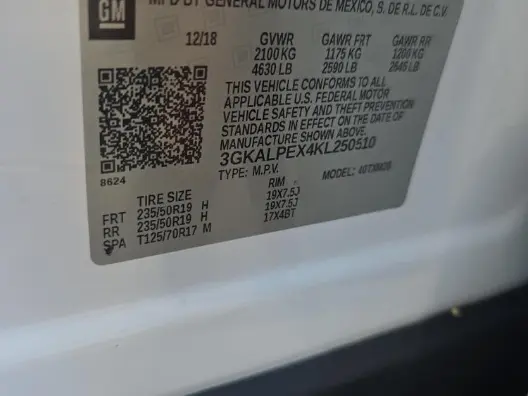 GM
MFD BY GENERAL MOTORS DE MEXICO, S. DE R.L. DE C.V.
12/18 GVWR GAWR FRT GAWR RR
2100 KG 1175 KG 1200 KG
4630 LB 2590 LB 2645 LB
THIS VEHICLE CONFORMS TO ALL
APPLICABLE U.S. FEDERAL MOTOR
VEHICLE SAFETY AND THEFT PREVENTION
STANDARDS IN EFFECT ON THE DATE OF
MANUFACTURE SHOWN ABOVE.
3GKALPEX4KL250510
TYPE: M.P.V. MODEL:
8624
TIRE SIZE RIM
FRT 235/50R19 H 19X7.5J
RR 235/50R19 H 19X7.5J
SPA T125/70R17 M 17X4BT